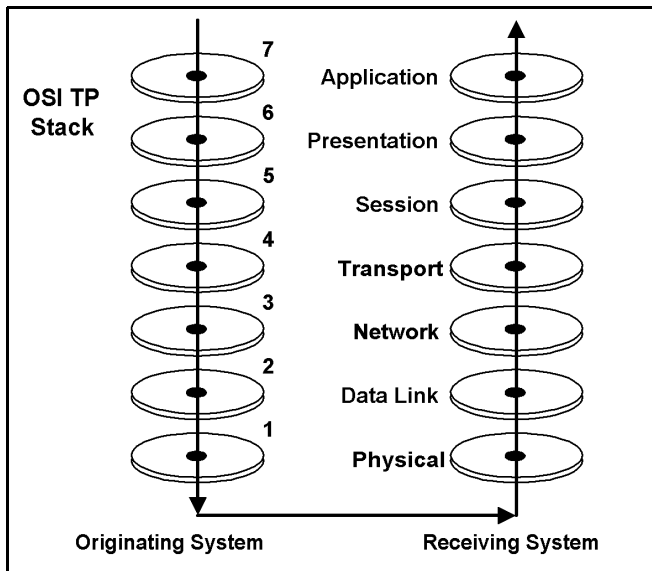 OSI TP
Stack
7
Application
6
Presentation
5
Session
4
Transport
3
Network
2
Data Link
1
Physical
Originating System
Receiving System